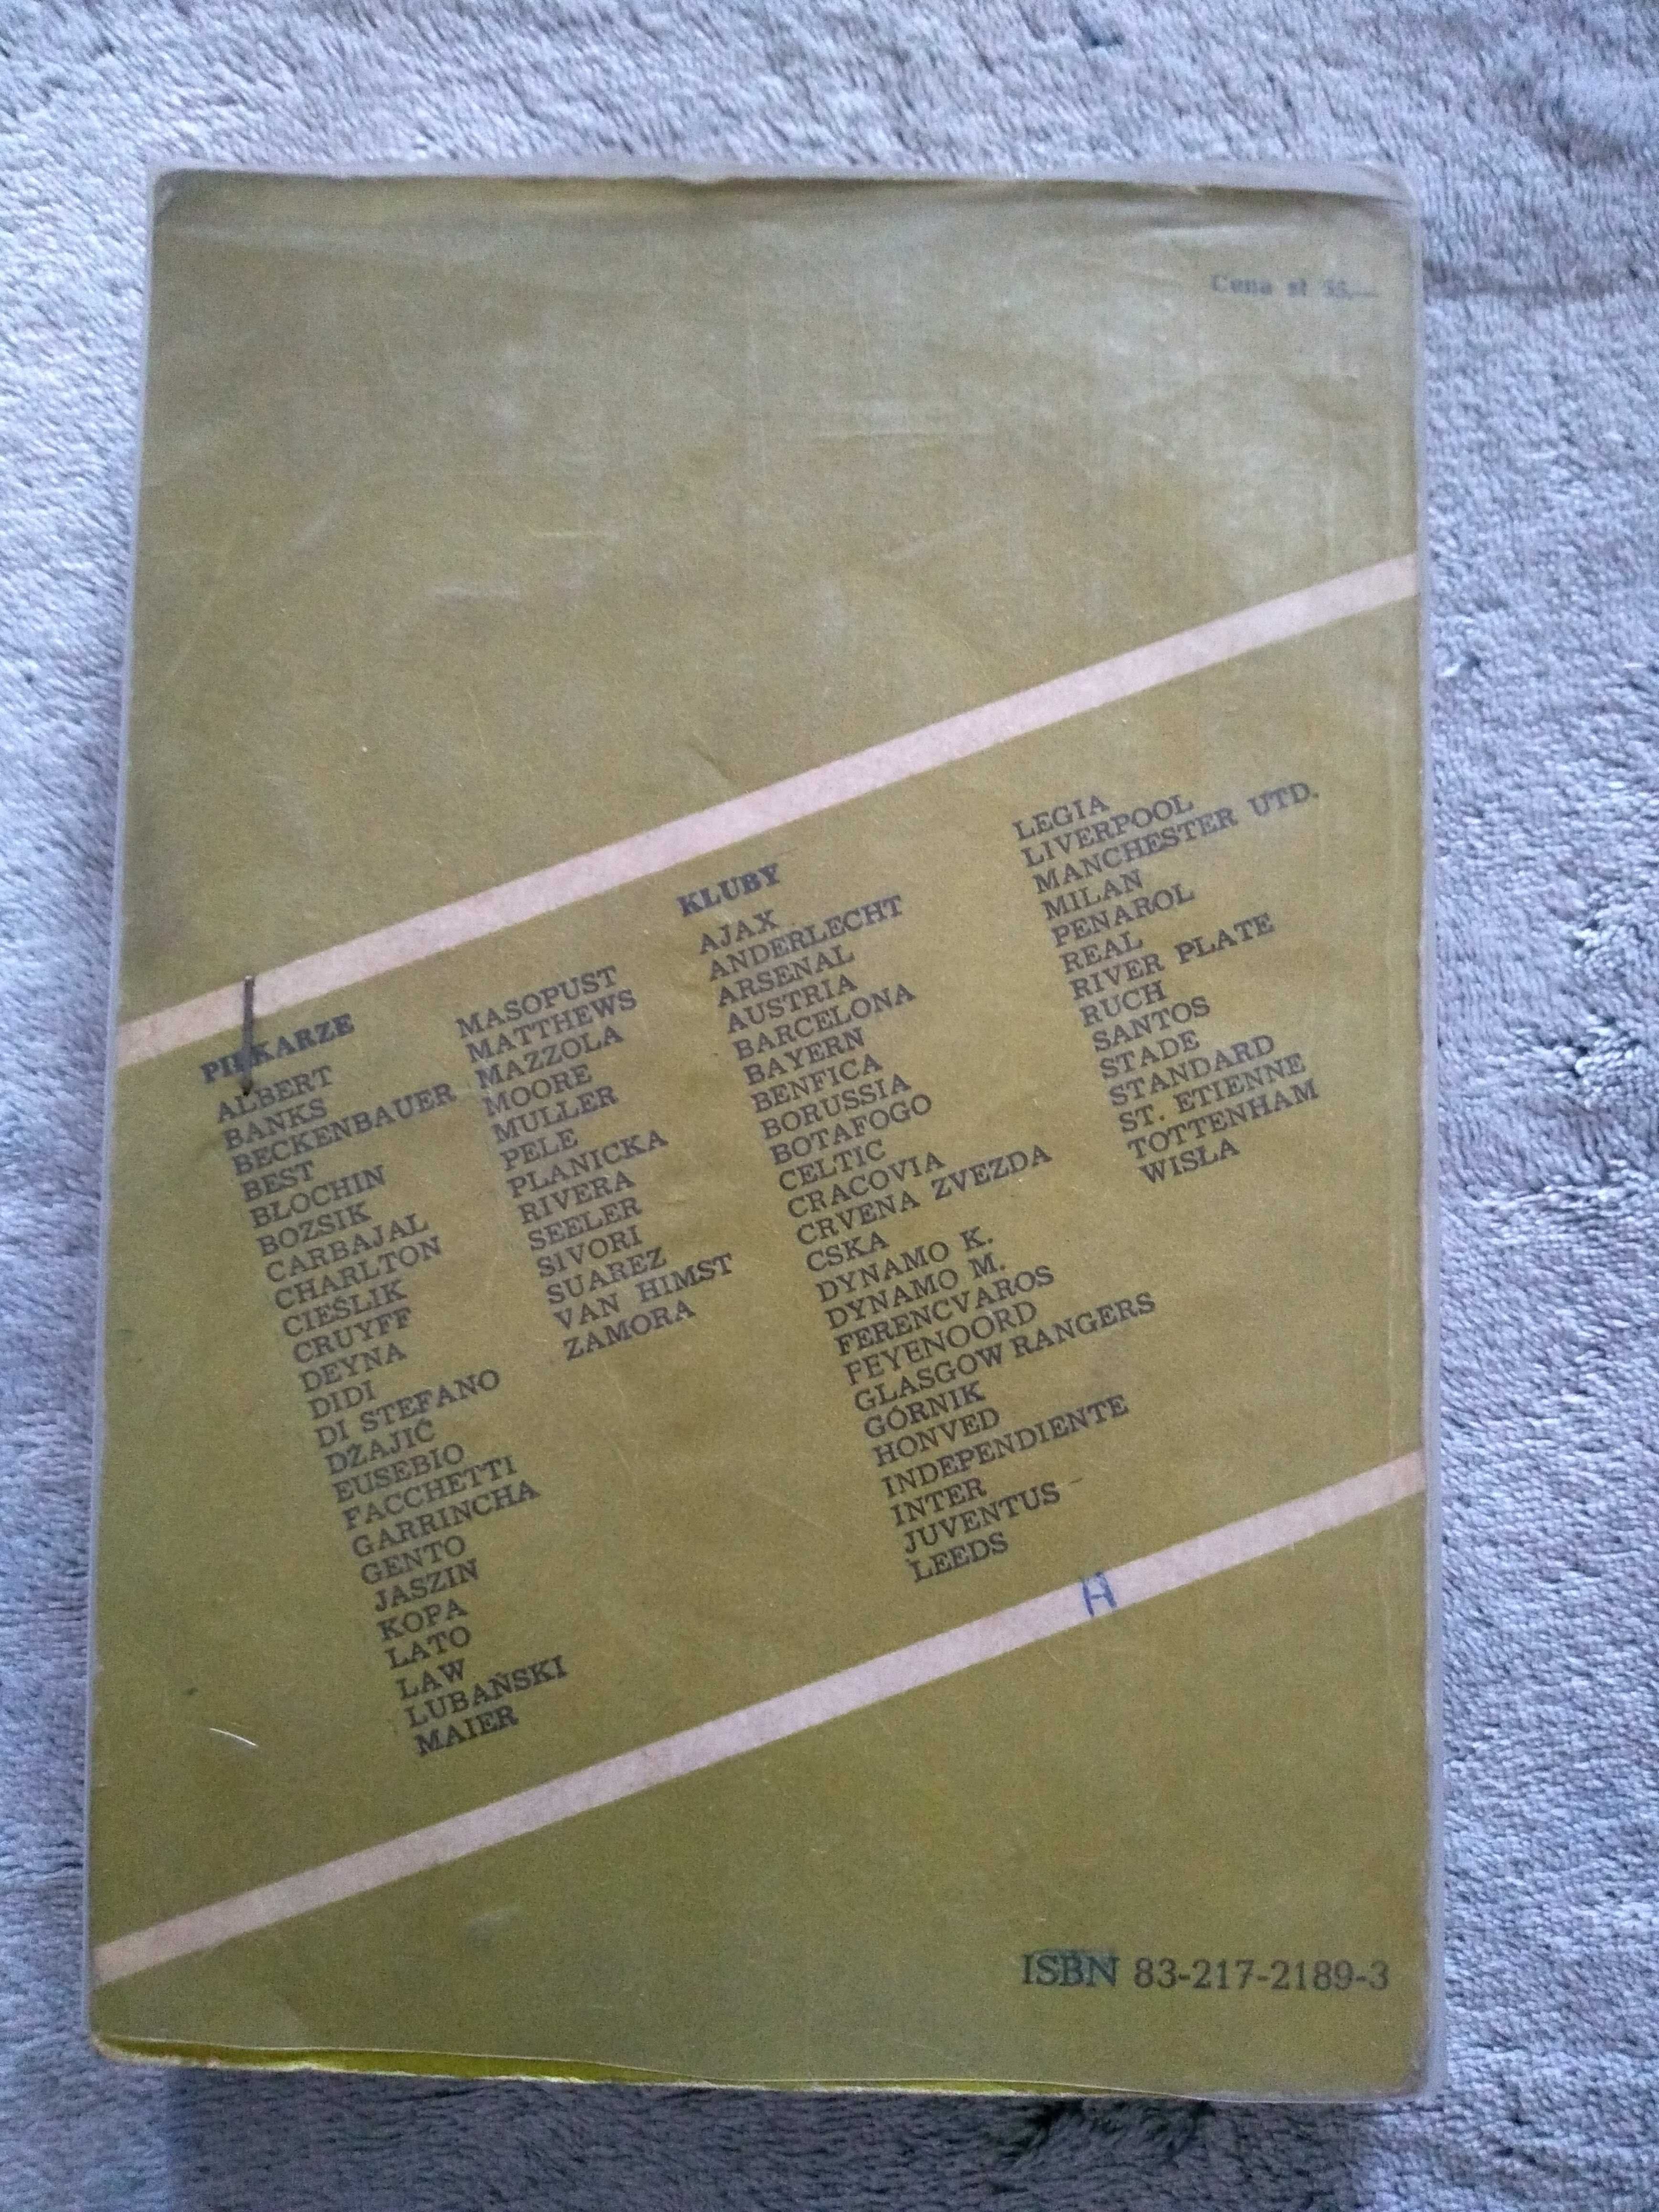 Cena zł 55,—
PIŁKARZE
ALBERT
BANKS
BECKENBAUER
BEST
BLOCHIN
BOZSIK
CARBAJAL
CHARLTON
CIEŚLIK
CRUYFF
DEYNA
DIDI
DI STEFANO
DŻAJIĆ
EUSEBIO
FACCHETTI
GARRINCHA
GENTO
JASZIN
KOPA
LATO
LAW
LUBAŃSKI
MAIER
MASOPUST
MATTHEWS
MAZZOLA
MOORE
MULLER
PELE
PLANICKA
RIVERA
SEELER
SIVORI
SUAREZ
VAN HIMST
ZAMORA
KLUBY
AJAX
ANDERLECHT
ARSENAL
AUSTRIA
BARCELONA
BAYERN
BENFICA
BORUSSIA
BOTAFOGO
CELTIC
CRACOVIA
CRVENA ZVEZDA
CSKA
DYNAMO K.
DYNAMO M.
FERENCVAROS
FEYENOORD
GLASGOW RANGERS
GÓRNIK
HONVED
INDEPENDIENTE
INTER
JUVENTUS
LEEDS
LEGIA
LIVERPOOL
MANCHESTER UTD.
MILAN
PENAROL
REAL
RIVER PLATE
RUCH
SANTOS
STADE
STANDARD
ST. ETIENNE
TOTTENHAM
WISLA
ISBN 83-217-2189-3